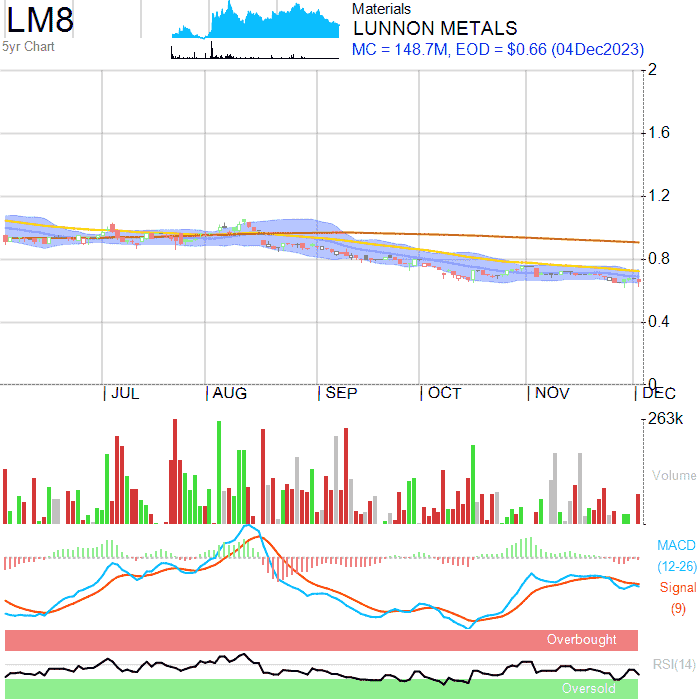 LM8
5yr Chart
Materials
LUNNON METALS
MC = 148.7M, EOD = $0.66 (04Dec2023)
2
1.6
1.2
0.8
0.4
0
JUL AUG SEP OCT NOV DEC
263k
Volume
MACD
(12-26)
Signal
(9)
Overbought
RSI(14)
Oversold